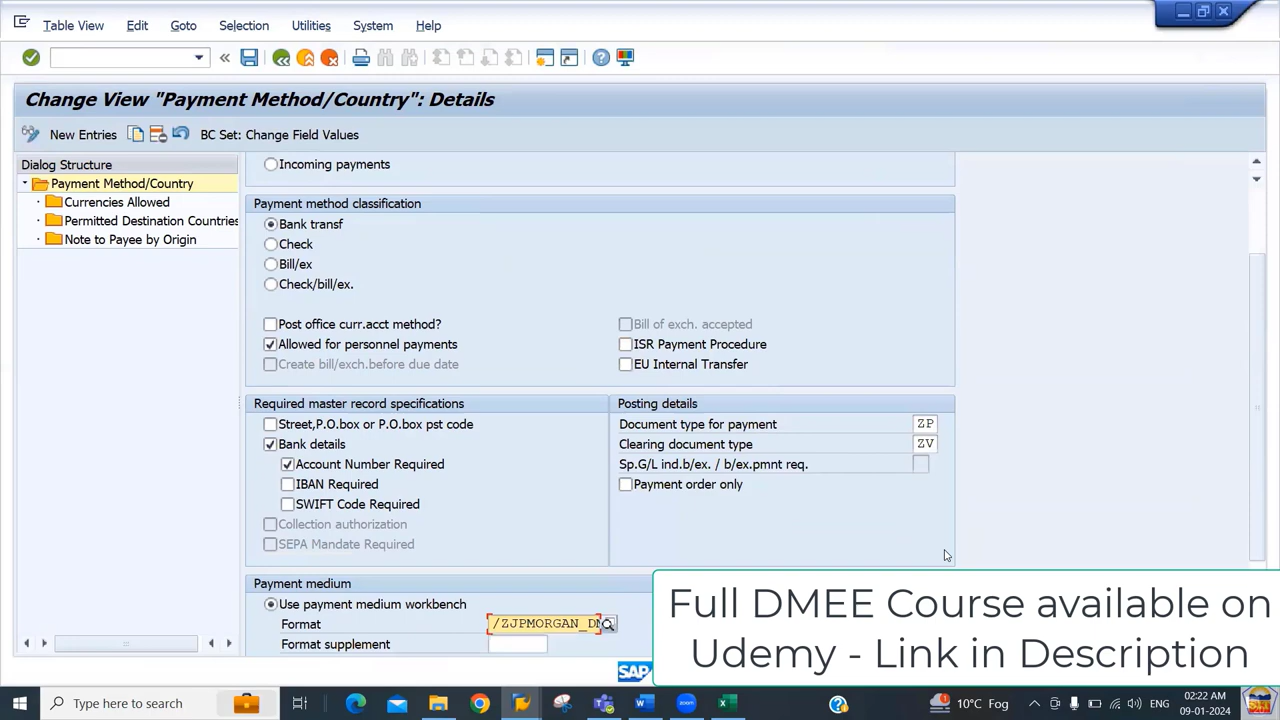 Table View Edit Goto Selection Utilities System Help
Change View "Payment Method/Country": Details
New Entries BC Set: Change Field Values
Dialog Structure
Payment Method/Country
Currencies Allowed
Permitted Destination Countries
Note to Payee by Origin
Incoming payments
Payment method classification
Bank transf
Check
Bill/ex
Check/bill/ex.
Post office curr.acct method?
Bill of exch. accepted
Allowed for personnel payments
ISR Payment Procedure
Create bill/exch.before due date
EU Internal Transfer
Required master record specifications
Street,P.O.box or P.O.box pst code
Bank details
Account Number Required
IBAN Required
SWIFT Code Required
Collection authorization
SEPA Mandate Required
Posting details
Document type for payment ZP
Clearing document type ZV
Sp.G/L ind.b/ex. / b/ex.pmnt req.
Payment order only
Payment medium
Use payment medium workbench
Format /ZJPMORGAN_DM
Format supplement
Full DMEE Course available on
Udemy - Link in Description
SAP
Type here to search
10°C Fog
ENG
02:22 AM
09-01-2024